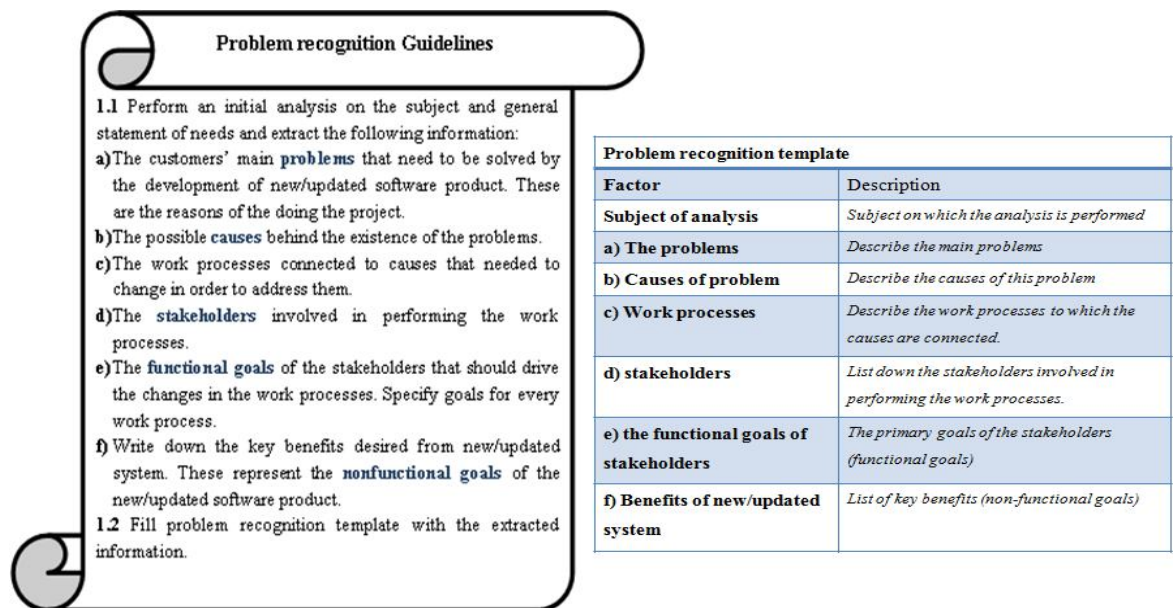 Problem recognition Guidelines
1.1 Perform an initial analysis on the subject and general
statement of needs and extract the following information:
a)The customers' main problems that need to be solved by
the development of new/updated software product. These
are the reasons of the doing the project.
b)The possible causes behind the existence of the problems.
c)The work processes connected to causes that needed to
change in order to address them.
d)The stakeholders involved in performing the work
processes.
e)The functional goals of the stakeholders that should drive
the changes in the work processes. Specify goals for every
work process.
f) Write down the key benefits desired from new/updated
system. These represent the nonfunctional goals of the
new/updated software product.
1.2 Fill problem recognition template with the extracted
information.
Problem recognition template
Factor Description
Subject of analysis Subject on which the analysis is performed
a) The problems Describe the main problems
b) Causes of problem Describe the causes of this problem
c) Work processes Describe the work processes to which the
causes are connected.
d) stakeholders List down the stakeholders involved in
performing the work processes.
e) the functional goals of The primary goals of the stakeholders
stakeholders (functional goals)
f) Benefits of new/updated List of key benefits (non-functional goals)
system